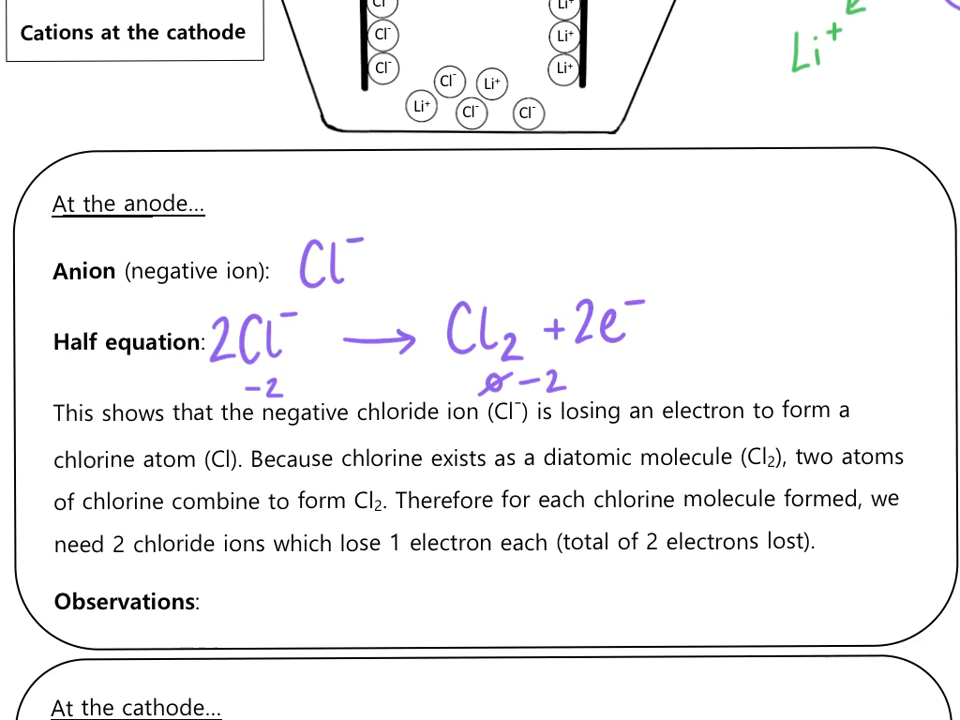 Cl⁻ Li⁺
Cations at the cathode Cl⁻ Li⁺ Li⁺
Cl⁻ Li⁺
Cl⁻ Li⁺
Li⁺ Cl⁻ Cl⁻
At the anode...
Anion (negative ion): Cl⁻
Half equation: 2Cl⁻ → Cl₂ + 2e⁻
-2 0 -2
This shows that the negative chloride ion (Cl⁻) is losing an electron to form a
chlorine atom (Cl). Because chlorine exists as a diatomic molecule (Cl₂), two atoms
of chlorine combine to form Cl₂. Therefore for each chlorine molecule formed, we
need 2 chloride ions which lose 1 electron each (total of 2 electrons lost).
Observations:
At the cathode...